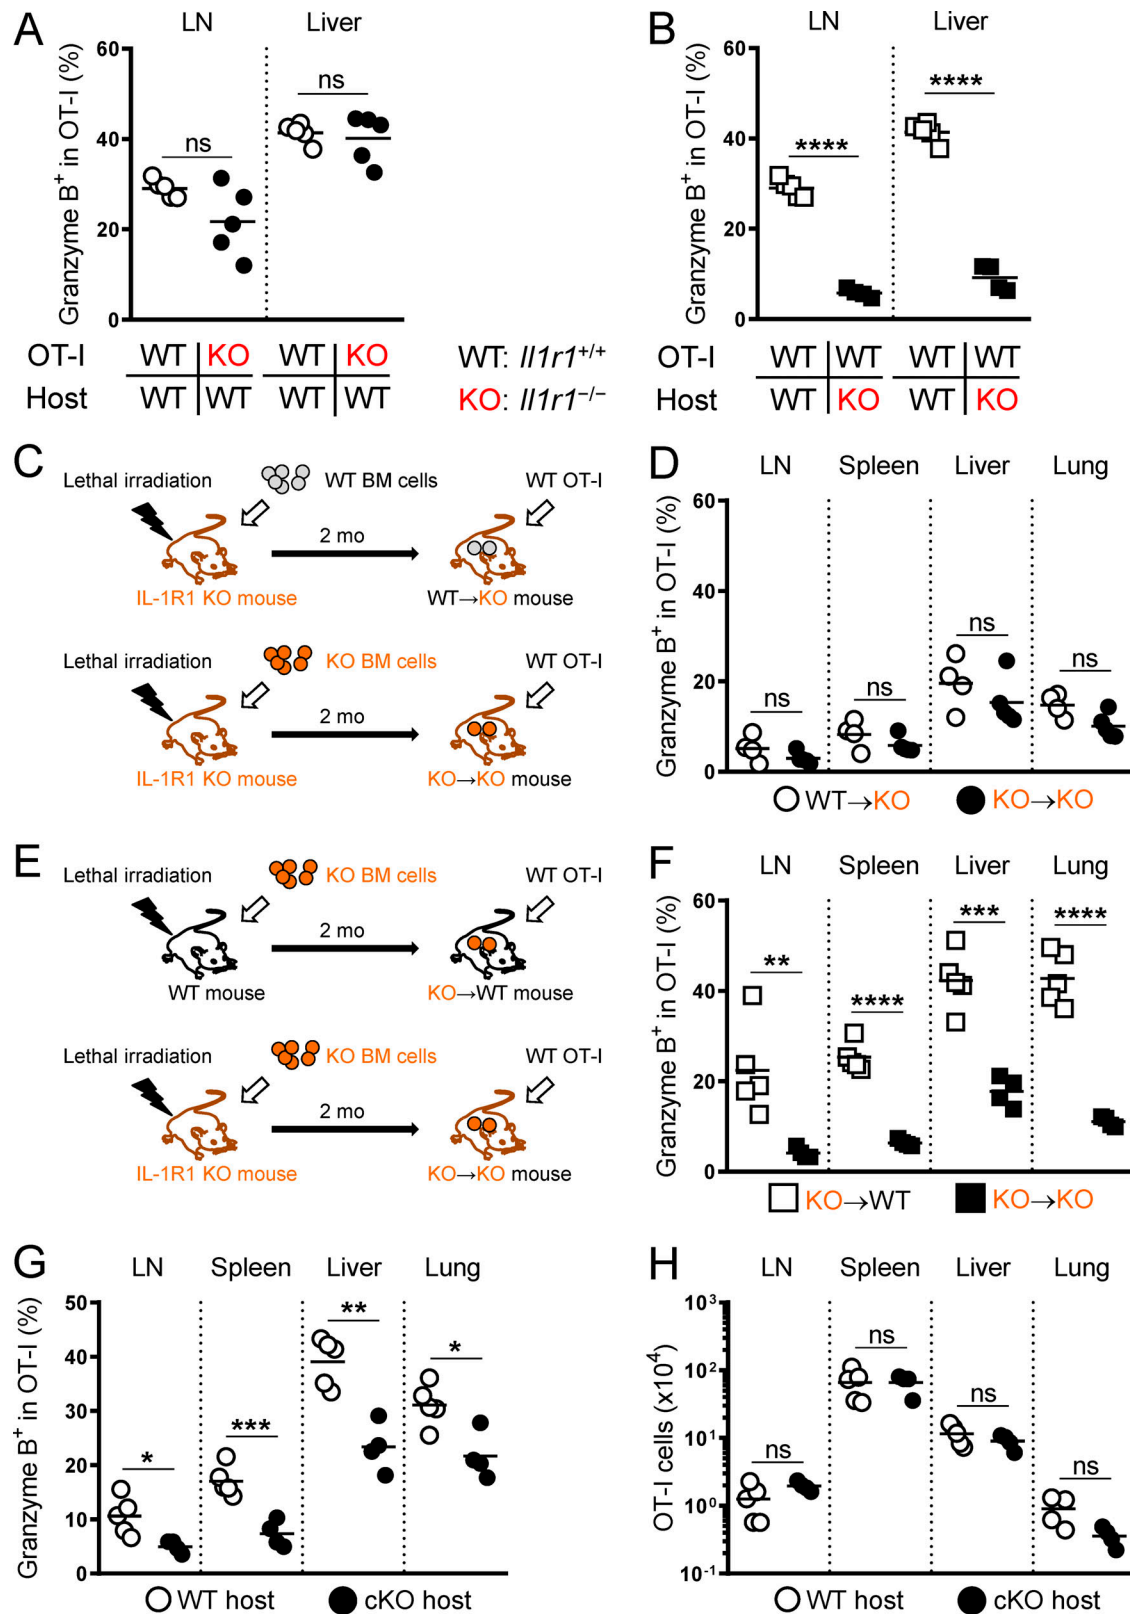 A
LN Liver
Granzyme B+ in OT-I (%)
60
40
20
0
ns
ns
OT-I WT KO WT KO
Host WT WT WT WT
WT: Il1r1+/+
KO: Il1r1–/–
B
LN Liver
Granzyme B+ in OT-I (%)
60
40
20
0
****
****
OT-I WT WT WT WT
Host WT KO WT KO
C
Lethal irradiation
WT BM cells
WT OT-I
2 mo
IL-1R1 KO mouse
WT→KO mouse
Lethal irradiation
KO BM cells
WT OT-I
2 mo
IL-1R1 KO mouse
KO→KO mouse
D
LN Spleen Liver Lung
Granzyme B+ in OT-I (%)
60
40
20
0
ns
ns
ns
ns
WT→KO KO→KO
E
Lethal irradiation
KO BM cells
WT OT-I
2 mo
WT mouse
KO→WT mouse
Lethal irradiation
KO BM cells
WT OT-I
2 mo
IL-1R1 KO mouse
KO→KO mouse
F
LN Spleen Liver Lung
Granzyme B+ in OT-I (%)
60
40
20
0
**
****
***
****
KO→WT KO→KO
G
LN Spleen Liver Lung
Granzyme B+ in OT-I (%)
50
40
30
20
10
0
*
***
**
*
WT host cKO host
H
LN Spleen Liver Lung
OT-I cells (x10⁴)
10³
10²
10¹
10⁰
10⁻¹
ns
ns
ns
ns
WT host cKO host